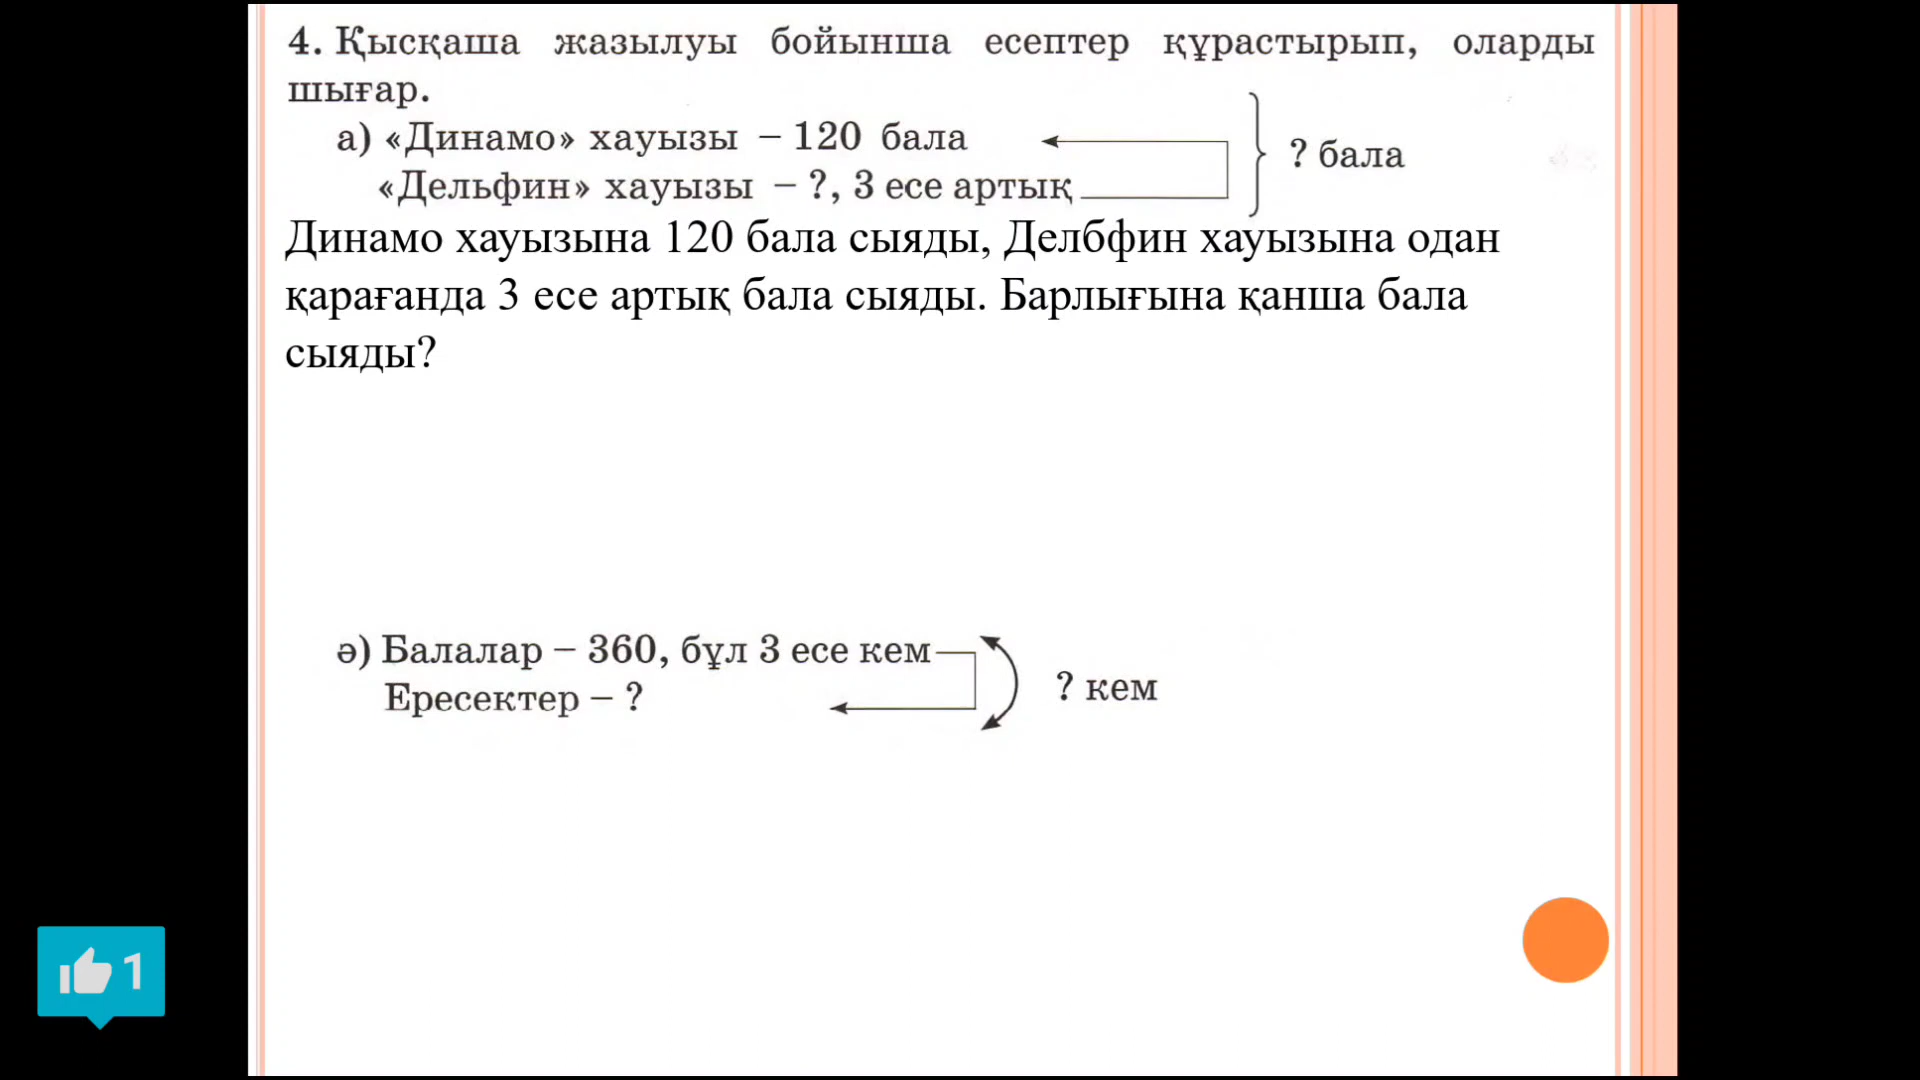 4. Қысқаша жазылуы бойынша есептер құрастырып, оларды
шығар.
а) «Динамо» хауызы – 120 бала
«Дельфин» хауызы – ?, 3 есе артық
? бала
Динамо хауызына 120 бала сыяды, Делбфин хауызына одан
қарағанда 3 есе артық бала сыяды. Барлығына қанша бала
сыяды?
ә) Балалар – 360, бұл 3 есе кем
Ересектер – ?
? кем
1